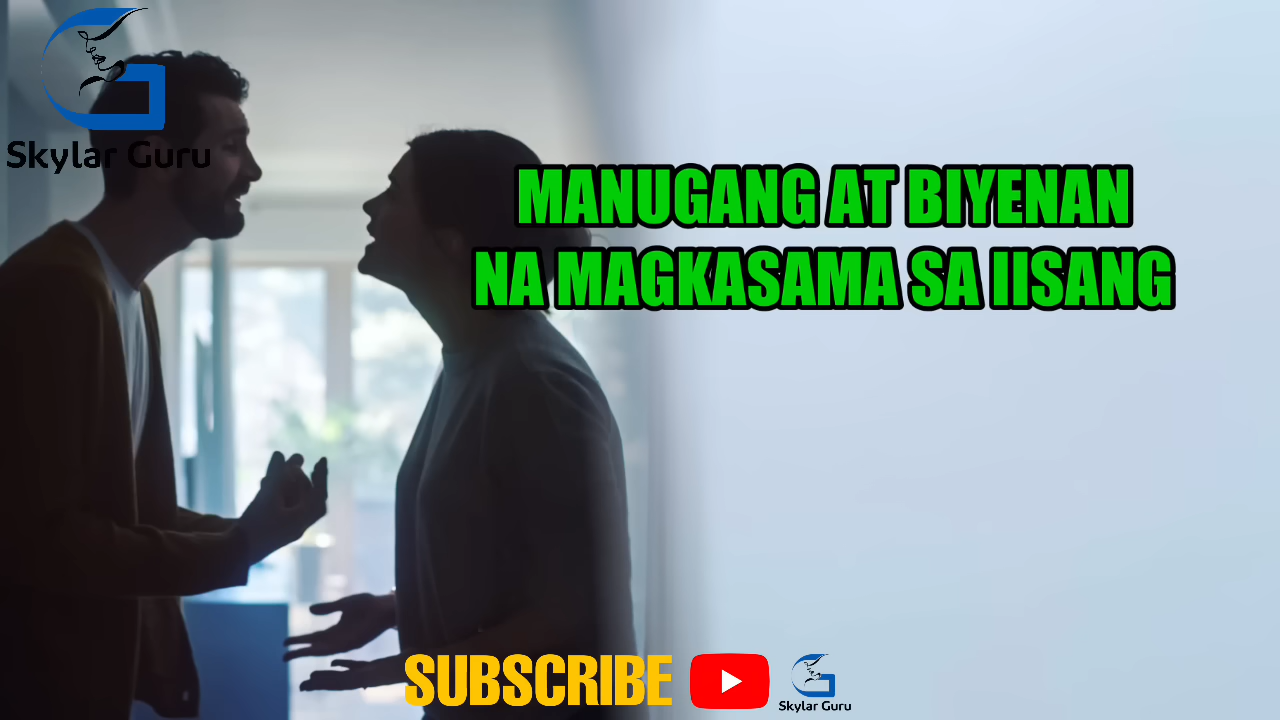 Skylar Guru
MANUGANG AT BIYENAN
NA MAGKASAMA SA IISANG
SUBSCRIBE
Skylar Guru